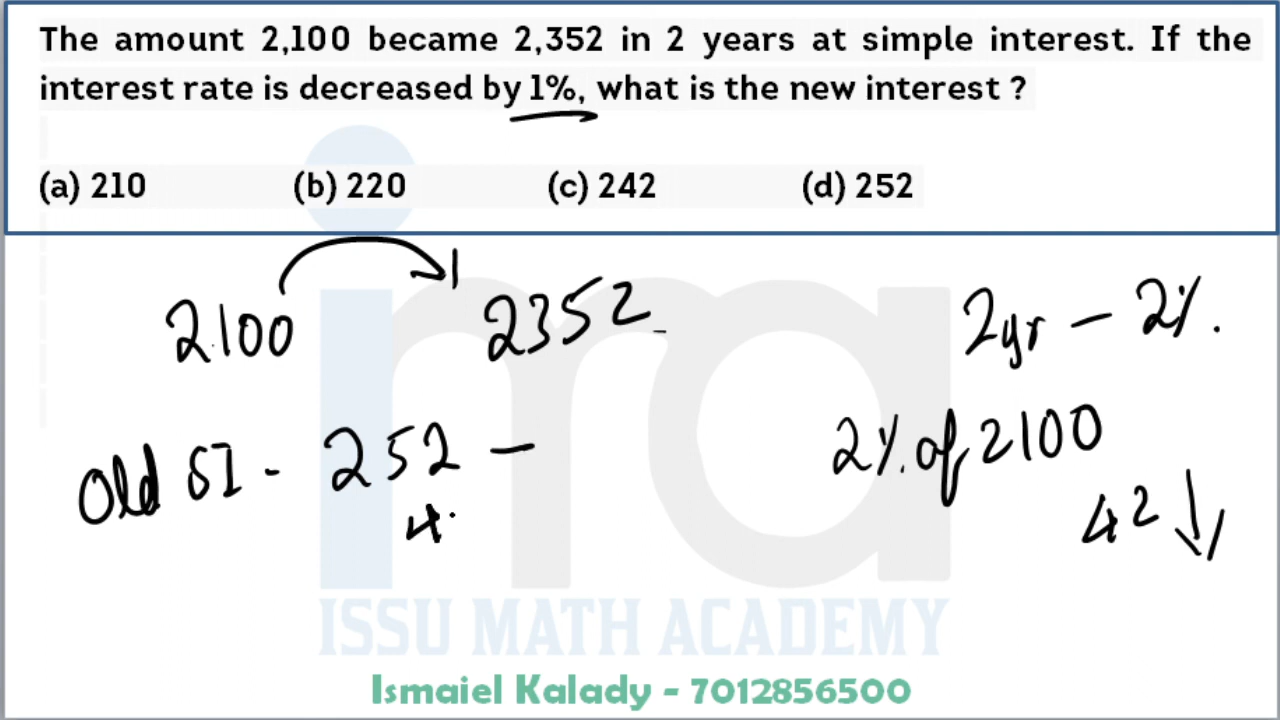 The amount 2,100 became 2,352 in 2 years at simple interest. If the
interest rate is decreased by 1%, what is the new interest ?
(a) 210 (b) 220 (c) 242 (d) 252
2100 2352 2yr - 2%.
Old SI - 252 - 2% of 2100
4 42 ↓
ISSU MATH ACADEMY
Ismaiel Kalady - 7012856500